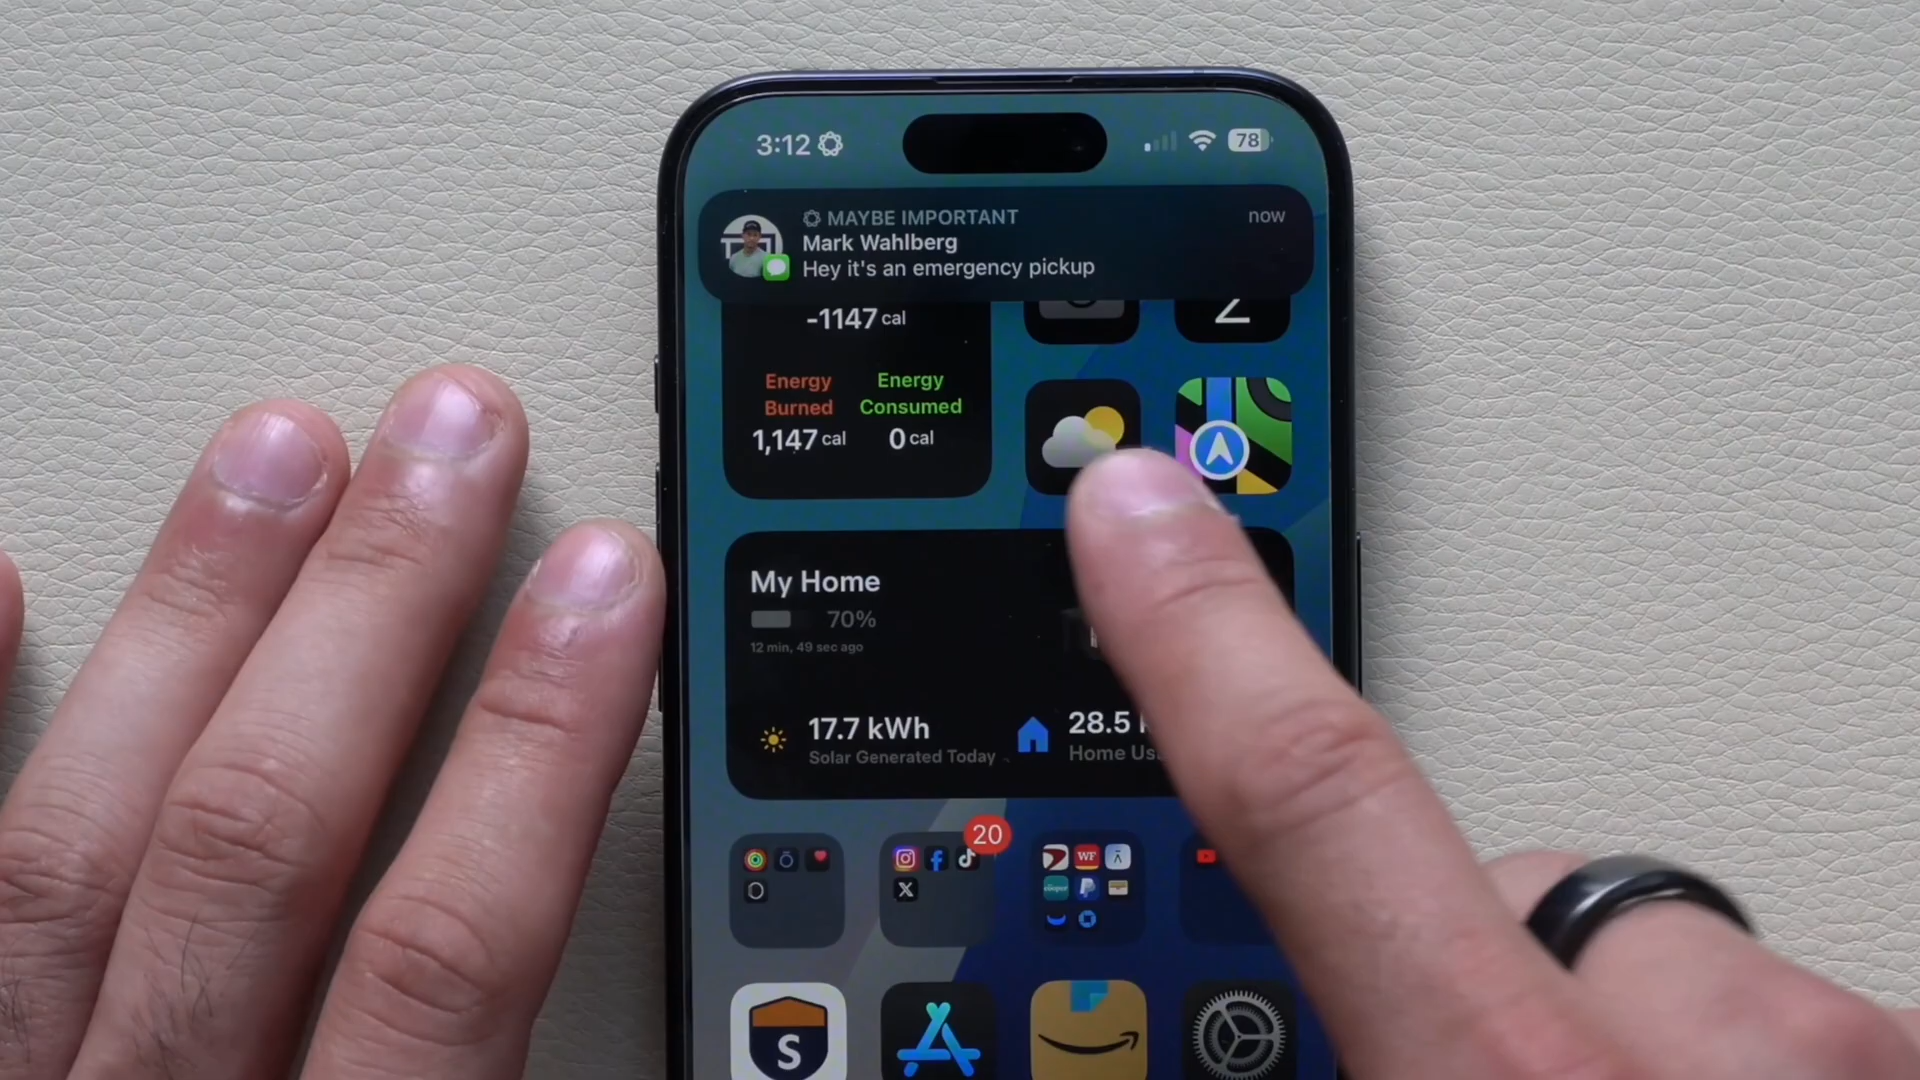 3:12
78
MAYBE IMPORTANT
now
Mark Wahlberg
Hey it's an emergency pickup
-1147 cal
Energy Burned
Energy Consumed
1,147 cal
0 cal
My Home
70%
12 min, 49 sec ago
17.7 kWh
28.5
Solar Generated Today
Home
20
WF
S